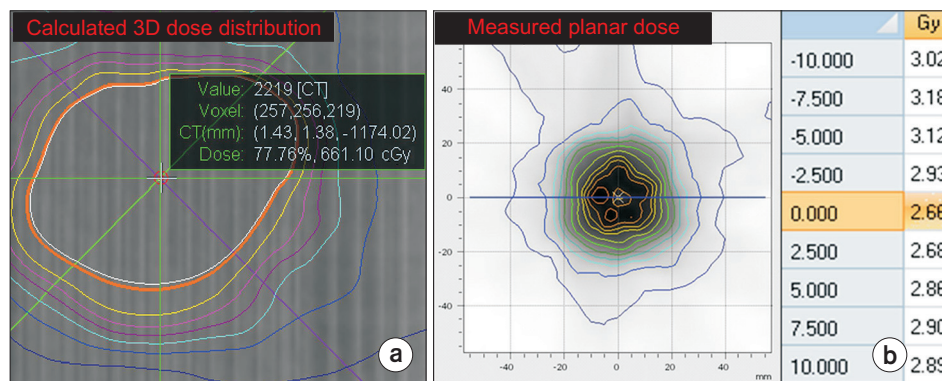 Calculated 3D dose distribution
Value: 2219 [CT]
Voxel: (257,256,219)
CT(mm): (1.43, 1.38, -1174.02)
Dose: 77.76%, 661.10 cGy
a
Measured planar dose
40
20
0
-20
-40
-40 -20 0 20 40
mm
Gy
-10.000 3.02
-7.500 3.18
-5.000 3.12
-2.500 2.93
0.000 2.66
2.500 2.68
5.000 2.86
7.500 2.90
10.000 2.89
b